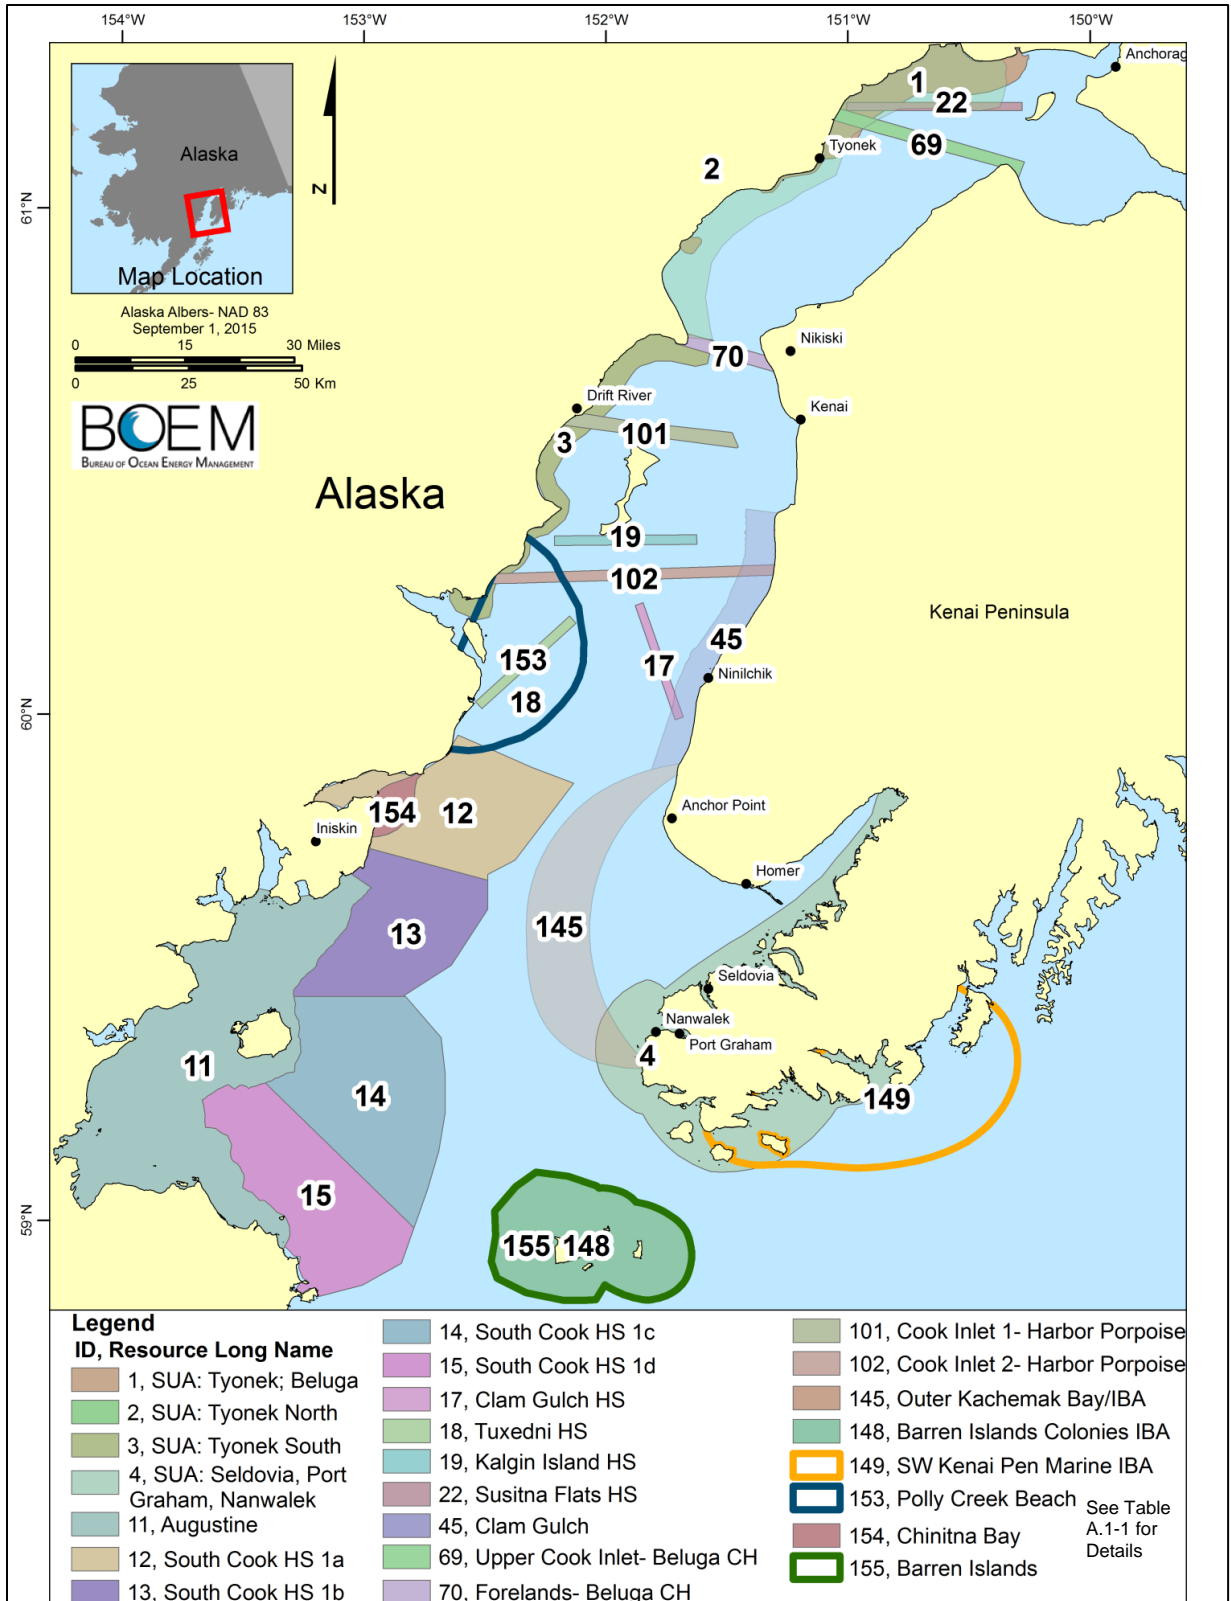 154°W
153°W
152°W
151°W
150°W
61°N
60°N
59°N
Alaska
Map Location
N
Alaska Albers- NAD 83
September 1, 2015
0 15 30 Miles
0 25 50 Km
BOEM
BUREAU OF OCEAN ENERGY MANAGEMENT
Alaska
Kenai Peninsula
Anchorag
1
22
69
Tyonek
2
Nikiski
70
Kenai
Drift River
101
3
19
102
45
153
17
Ninilchik
18
154
12
Anchor Point
Iniskin
Homer
145
13
Seldovia
Nanwalek
Port Graham
4
11
14
149
15
155
148
Legend
ID, Resource Long Name
1, SUA: Tyonek; Beluga
2, SUA: Tyonek North
3, SUA: Tyonek South
4, SUA: Seldovia, Port
Graham, Nanwalek
11, Augustine
12, South Cook HS 1a
13, South Cook HS 1b
14, South Cook HS 1c
15, South Cook HS 1d
17, Clam Gulch HS
18, Tuxedni HS
19, Kalgin Island HS
22, Susitna Flats HS
45, Clam Gulch
69, Upper Cook Inlet- Beluga CH
70, Forelands- Beluga CH
101, Cook Inlet 1- Harbor Porpoise
102, Cook Inlet 2- Harbor Porpoise
145, Outer Kachemak Bay/IBA
148, Barren Islands Colonies IBA
149, SW Kenai Pen Marine IBA
153, Polly Creek Beach
154, Chinitna Bay
155, Barren Islands
See Table
A.1-1 for
Details